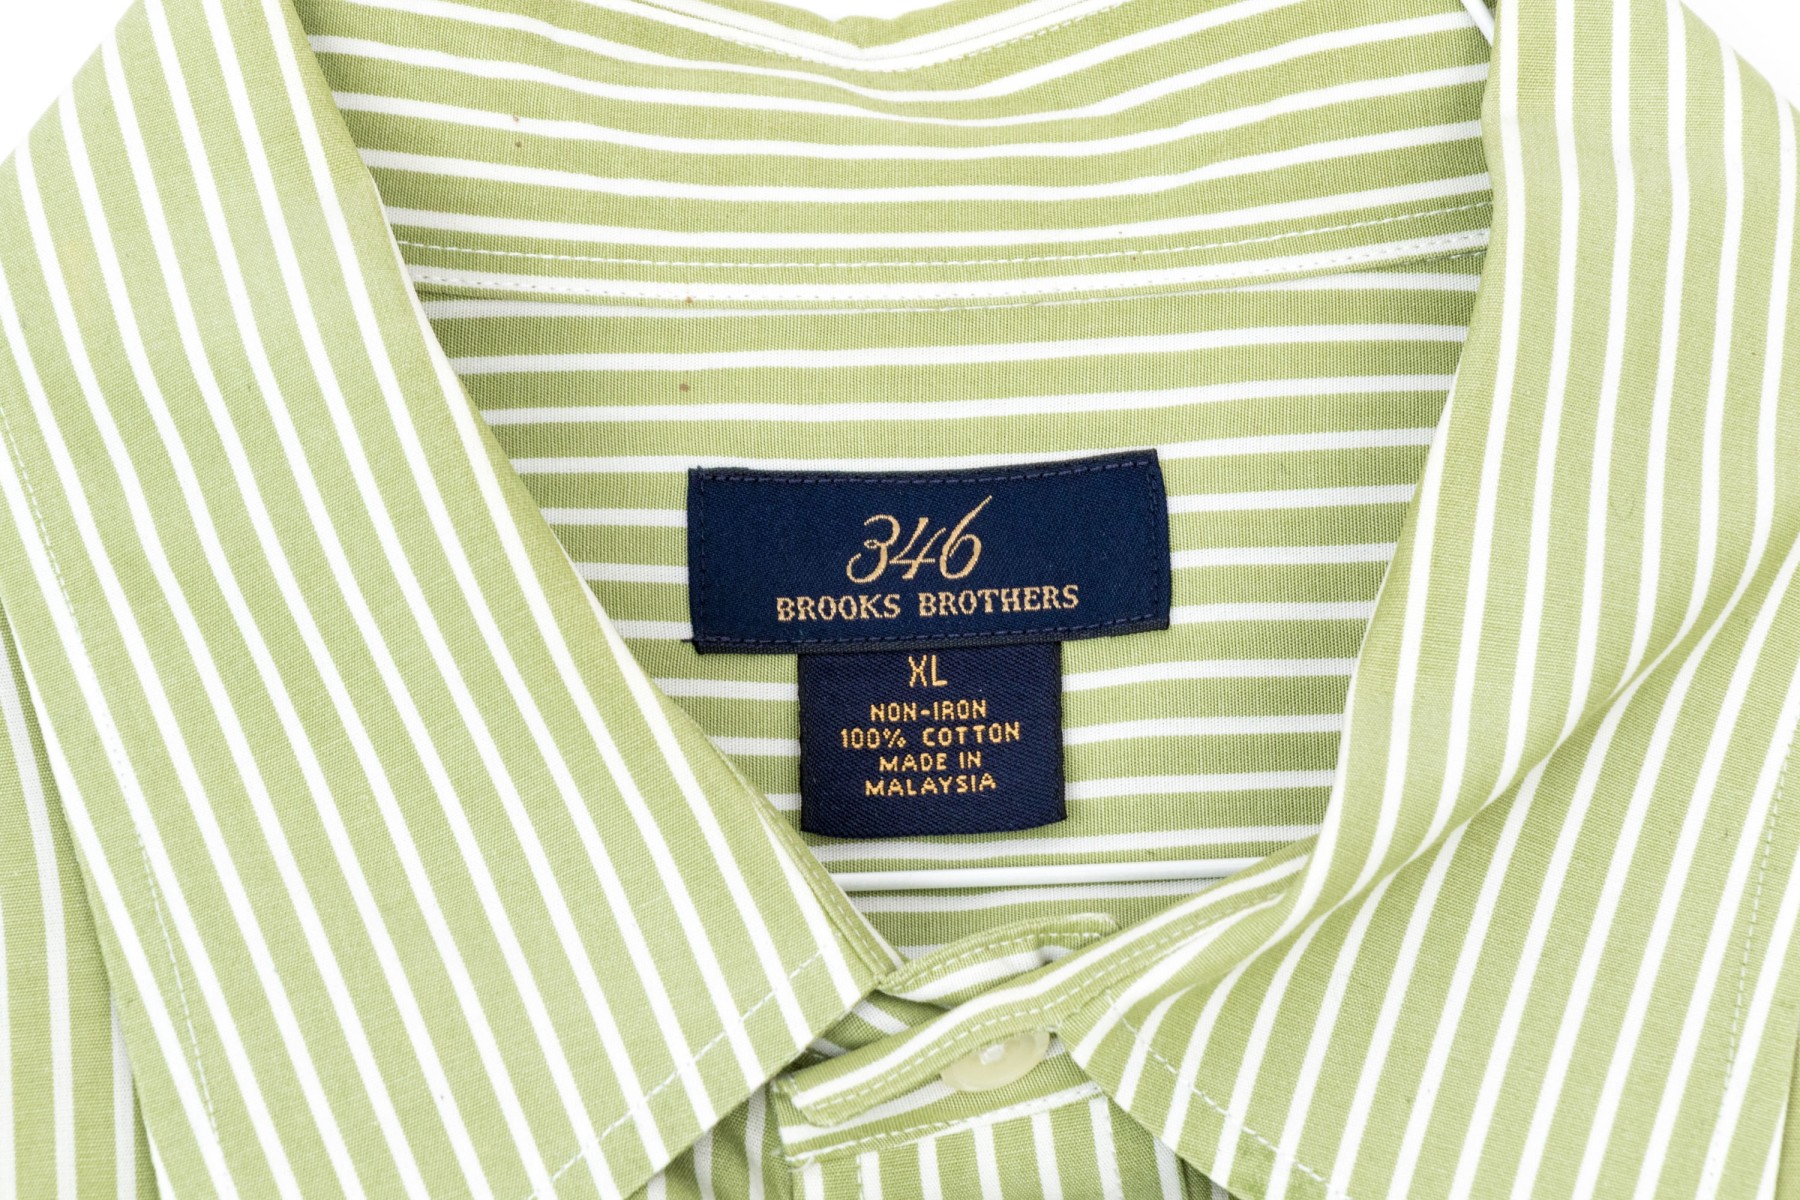 346
BROOKS BROTHERS
XL
NON-IRON
100% COTTON
MADE IN
MALAYSIA